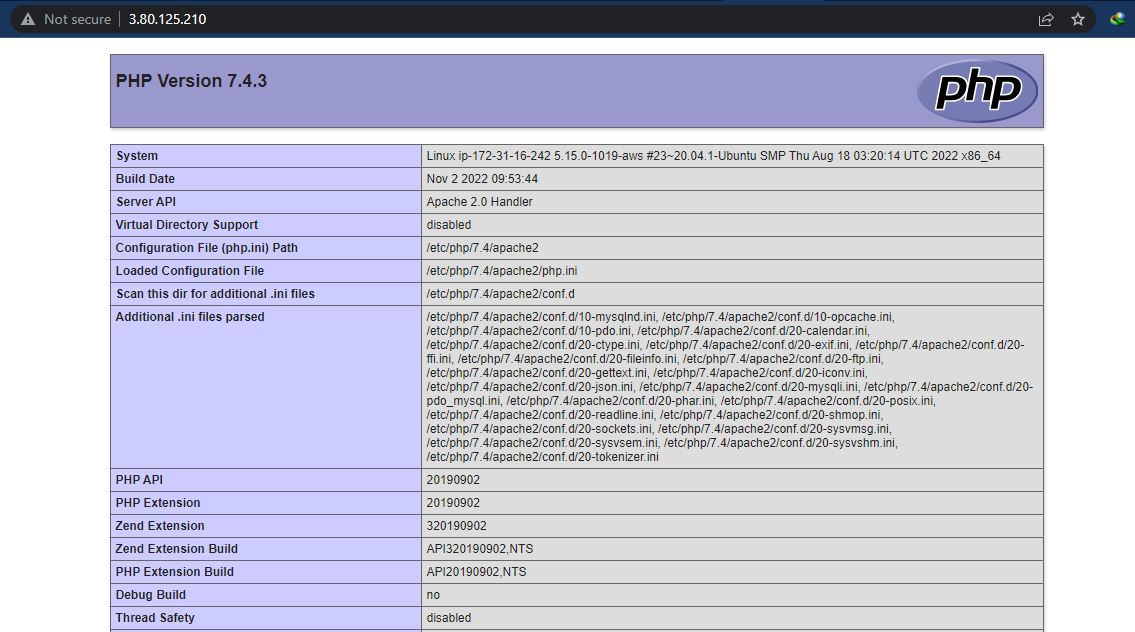 Not secure | 3.80.125.210
PHP Version 7.4.3
php
System Linux ip-172-31-16-242 5.15.0-1019-aws #23~20.04.1-Ubuntu SMP Thu Aug 18 03:20:14 UTC 2022 x86_64
Build Date Nov 2 2022 09:53:44
Server API Apache 2.0 Handler
Virtual Directory Support disabled
Configuration File (php.ini) Path /etc/php/7.4/apache2
Loaded Configuration File /etc/php/7.4/apache2/php.ini
Scan this dir for additional .ini files /etc/php/7.4/apache2/conf.d
Additional .ini files parsed /etc/php/7.4/apache2/conf.d/10-mysqlnd.ini, /etc/php/7.4/apache2/conf.d/10-opcache.ini,
/etc/php/7.4/apache2/conf.d/10-pdo.ini, /etc/php/7.4/apache2/conf.d/20-calendar.ini,
/etc/php/7.4/apache2/conf.d/20-ctype.ini, /etc/php/7.4/apache2/conf.d/20-exif.ini, /etc/php/7.4/apache2/conf.d/20-
ffi.ini, /etc/php/7.4/apache2/conf.d/20-fileinfo.ini, /etc/php/7.4/apache2/conf.d/20-ftp.ini,
/etc/php/7.4/apache2/conf.d/20-gettext.ini, /etc/php/7.4/apache2/conf.d/20-iconv.ini,
/etc/php/7.4/apache2/conf.d/20-json.ini, /etc/php/7.4/apache2/conf.d/20-mysqli.ini, /etc/php/7.4/apache2/conf.d/20-
pdo_mysql.ini, /etc/php/7.4/apache2/conf.d/20-phar.ini, /etc/php/7.4/apache2/conf.d/20-posix.ini,
/etc/php/7.4/apache2/conf.d/20-readline.ini, /etc/php/7.4/apache2/conf.d/20-shmop.ini,
/etc/php/7.4/apache2/conf.d/20-sockets.ini, /etc/php/7.4/apache2/conf.d/20-sysvmsg.ini,
/etc/php/7.4/apache2/conf.d/20-sysvsem.ini, /etc/php/7.4/apache2/conf.d/20-sysvshm.ini,
/etc/php/7.4/apache2/conf.d/20-tokenizer.ini
PHP API 20190902
PHP Extension 20190902
Zend Extension 320190902
Zend Extension Build API320190902,NTS
PHP Extension Build API20190902,NTS
Debug Build no
Thread Safety disabled